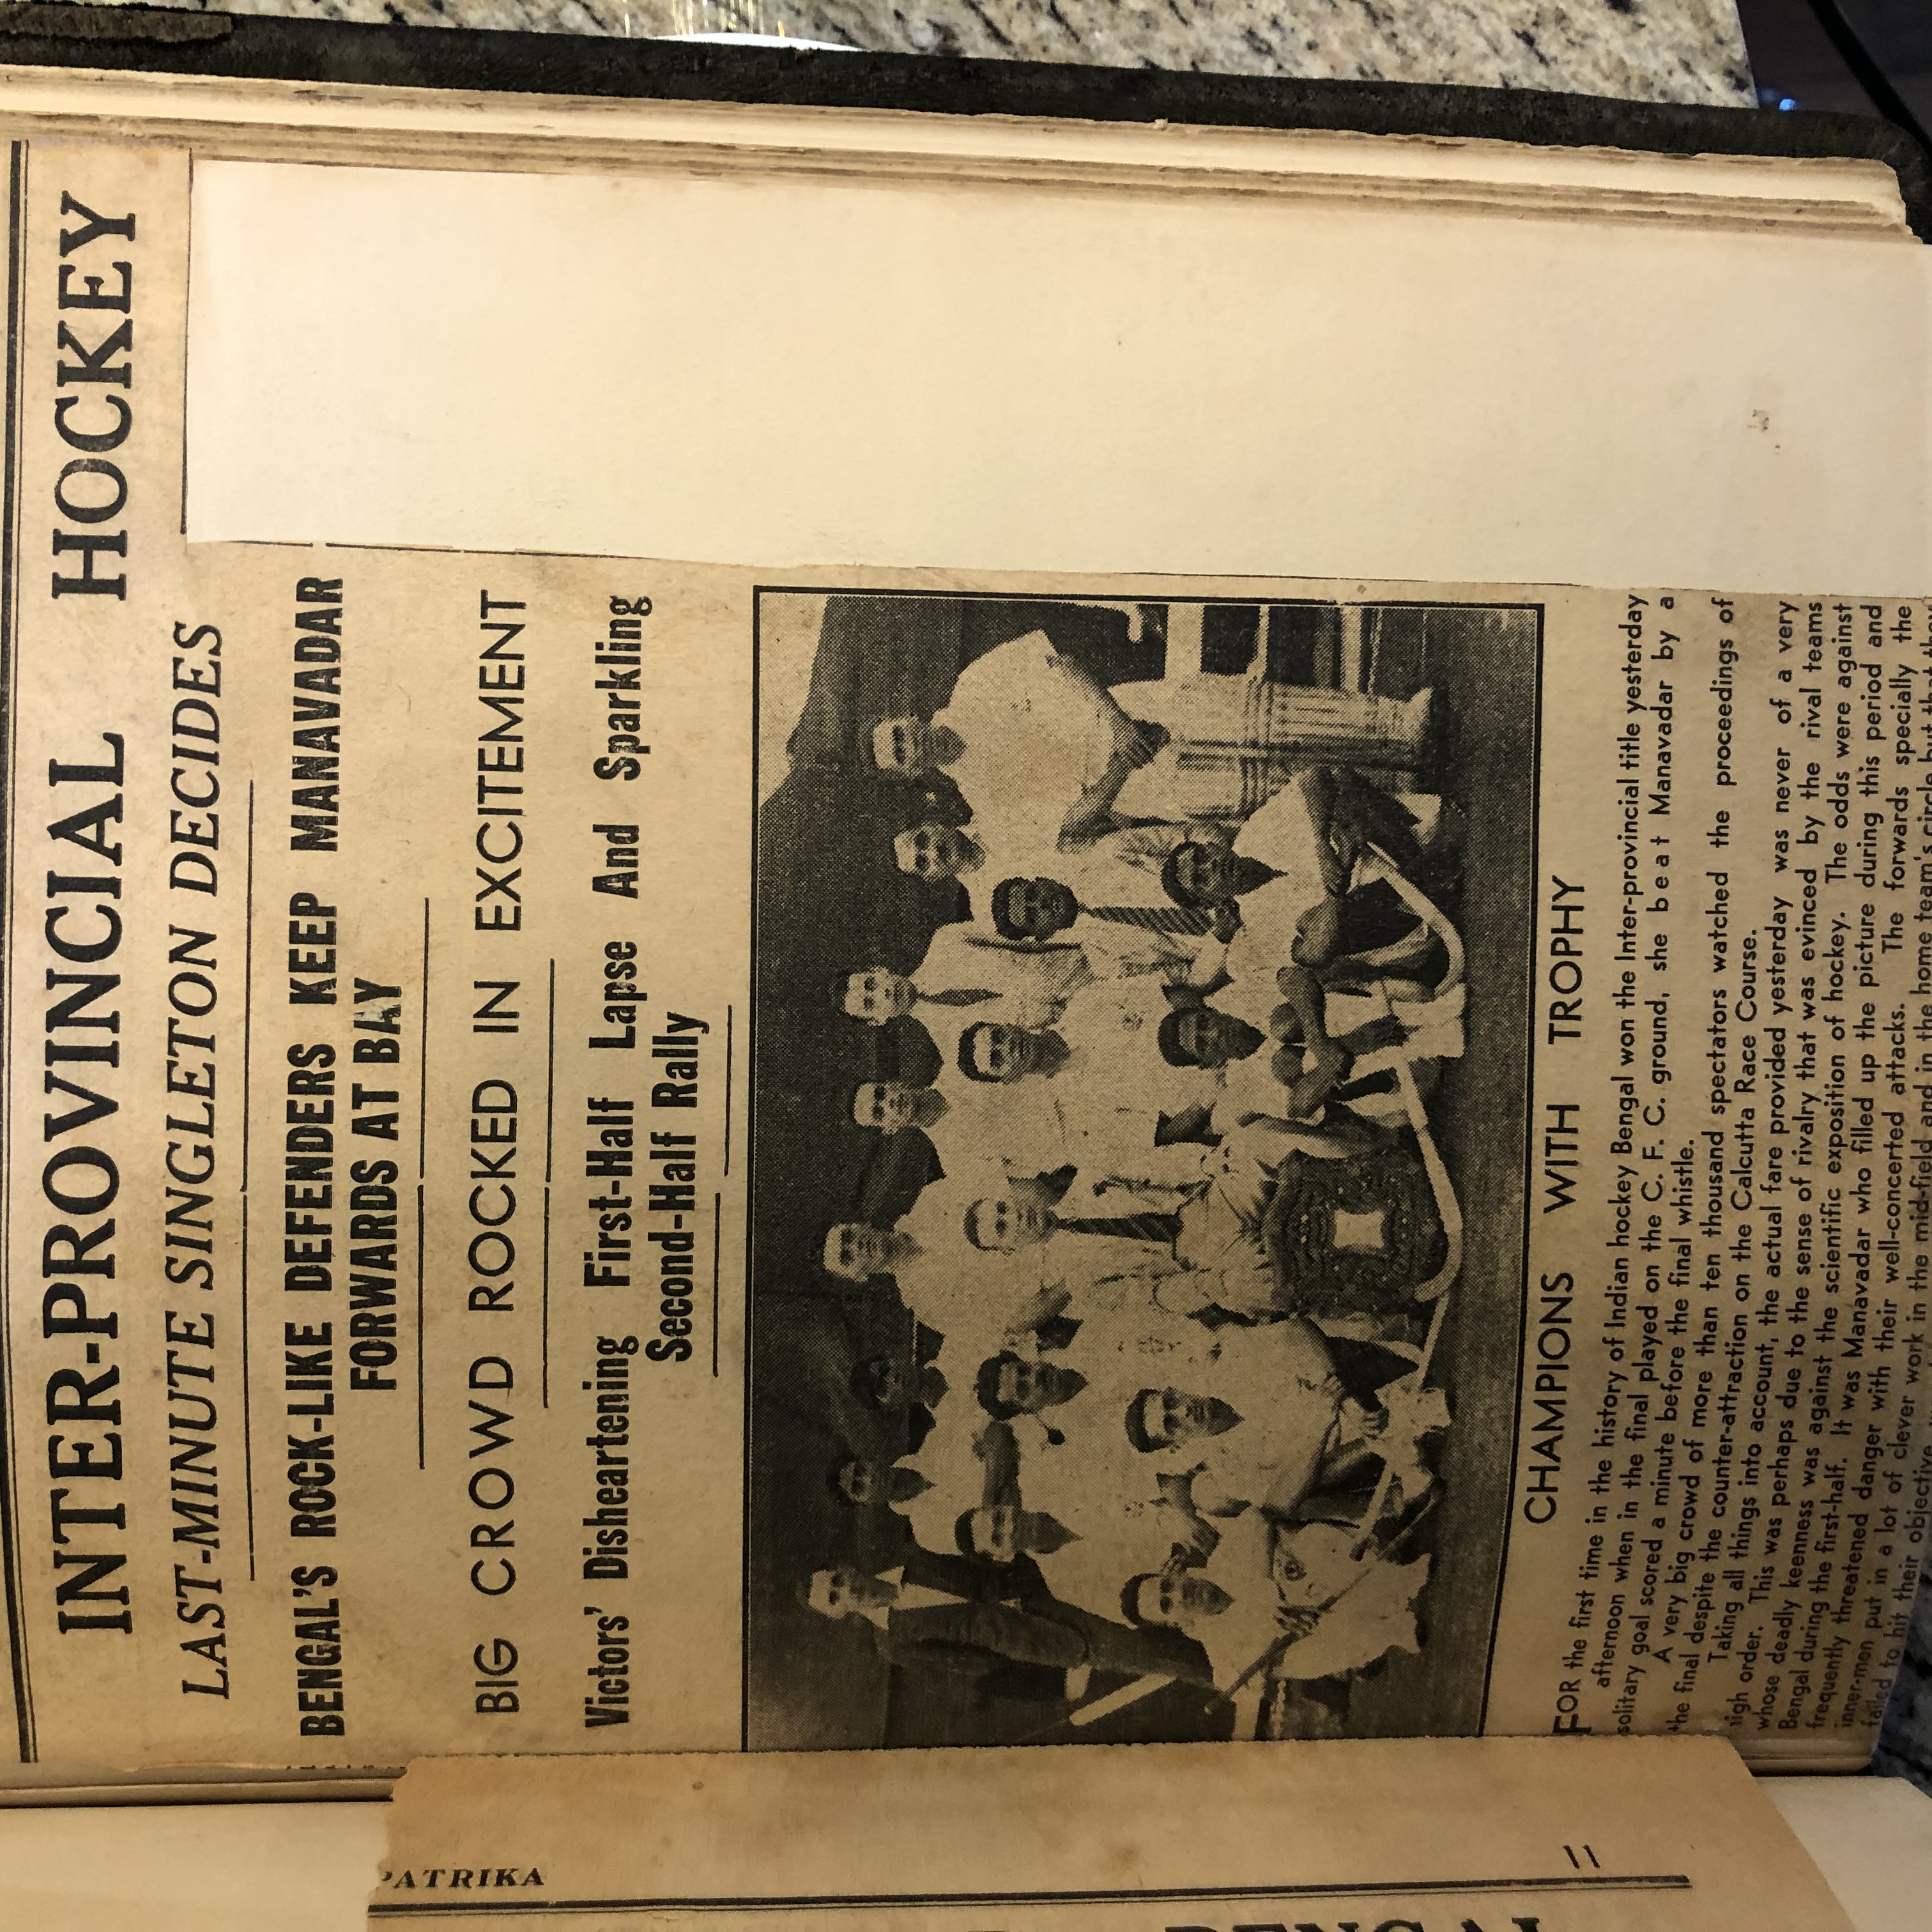 INTER-PROVINCIAL HOCKEY
LAST-MINUTE SINGLETON DECIDES
BENGAL'S ROCK-LIKE DEFENDERS KEEP MANAVADAR
FORWARDS AT BAY
BIG CROWD ROCKED IN EXCITEMENT
Victors' Disheartening First-Half Lapse And Sparkling
Second-Half Rally
CHAMPIONS WITH TROPHY
FOR the first time in the history of Indian hockey Bengal won the Inter-provincial title yesterday
afternoon when in the final played on the C. F. C. ground, she beat Manavadar by a
solitary goal scored a minute before the final whistle.
A very big crowd of more than ten thousand spectators watched the proceedings of
the final despite the counter-attraction on the Calcutta Race Course.
Taking all things into account, the actual fare provided yesterday was never of a very
igh order. This was perhaps due to the sense of rivalry that was evinced by the rival teams
whose deadly keenness was against the scientific exposition of hockey. The odds were against
Bengal during the first-half. It was Manavadar who filled up the picture during this period and
frequently threatened danger with their well-concerted attacks. The forwards specially the
inner-men put in a lot of clever work in the mid-field and in the home team's circle but they
failed to hit their objective
PATRIKA
11
BENGAL